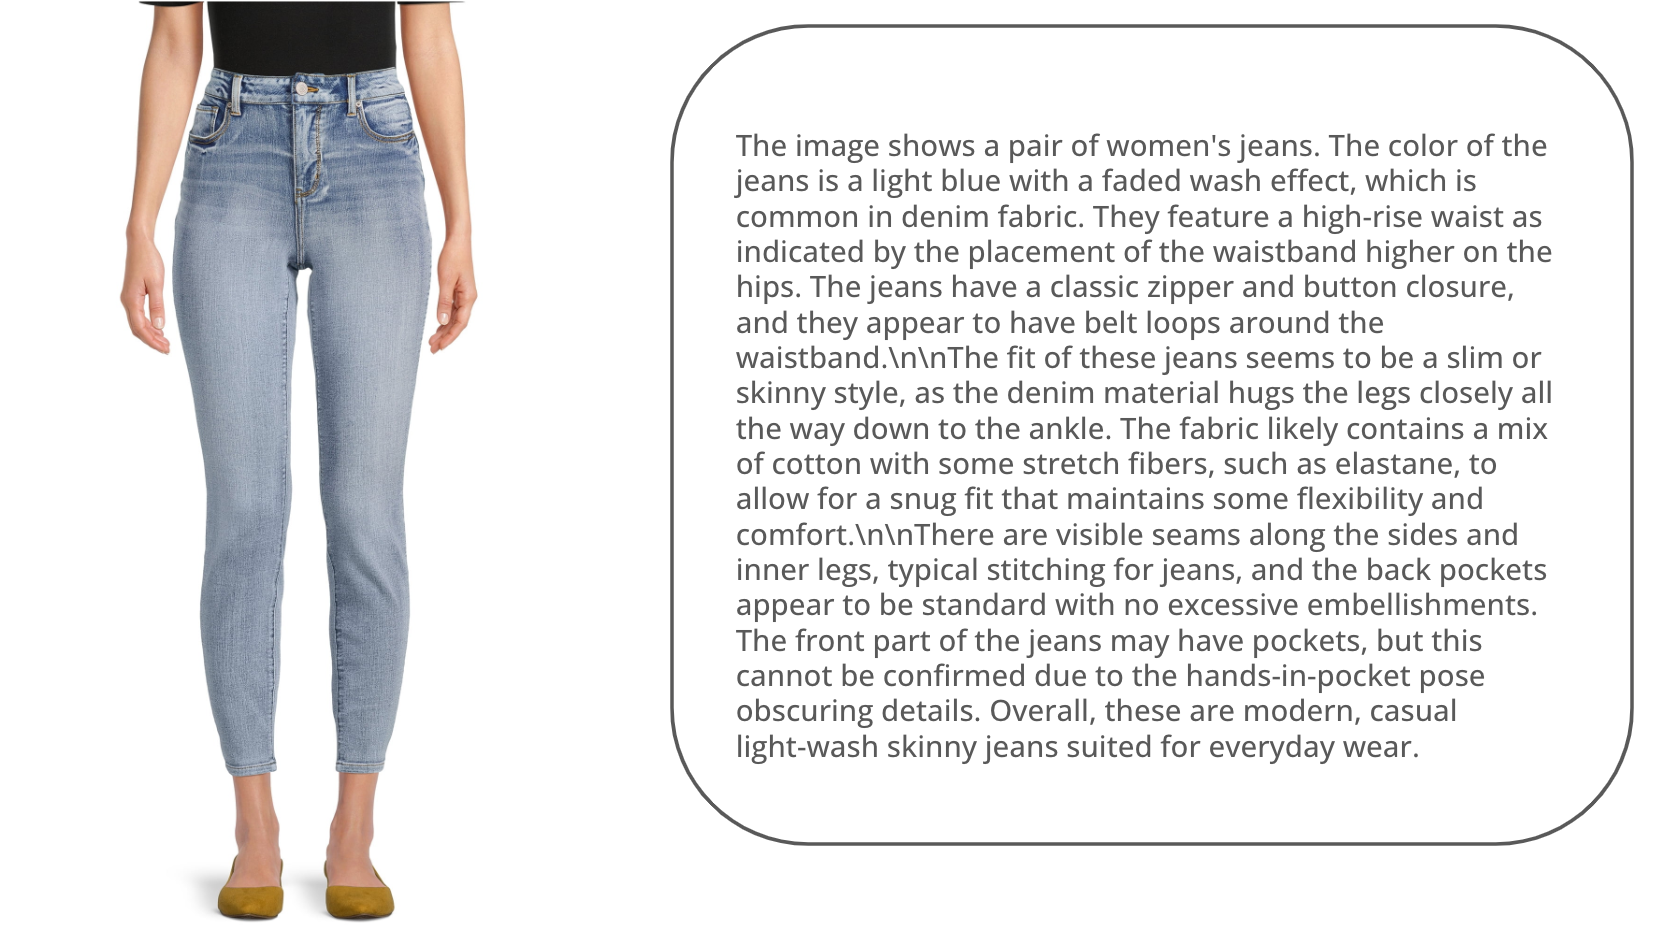 The image shows a pair of women's jeans. The color of the
jeans is a light blue with a faded wash effect, which is
common in denim fabric. They feature a high-rise waist as
indicated by the placement of the waistband higher on the
hips. The jeans have a classic zipper and button closure,
and they appear to have belt loops around the
waistband.\n\nThe fit of these jeans seems to be a slim or
skinny style, as the denim material hugs the legs closely all
the way down to the ankle. The fabric likely contains a mix
of cotton with some stretch fibers, such as elastane, to
allow for a snug fit that maintains some flexibility and
comfort.\n\nThere are visible seams along the sides and
inner legs, typical stitching for jeans, and the back pockets
appear to be standard with no excessive embellishments.
The front part of the jeans may have pockets, but this
cannot be confirmed due to the hands-in-pocket pose
obscuring details. Overall, these are modern, casual
light-wash skinny jeans suited for everyday wear.